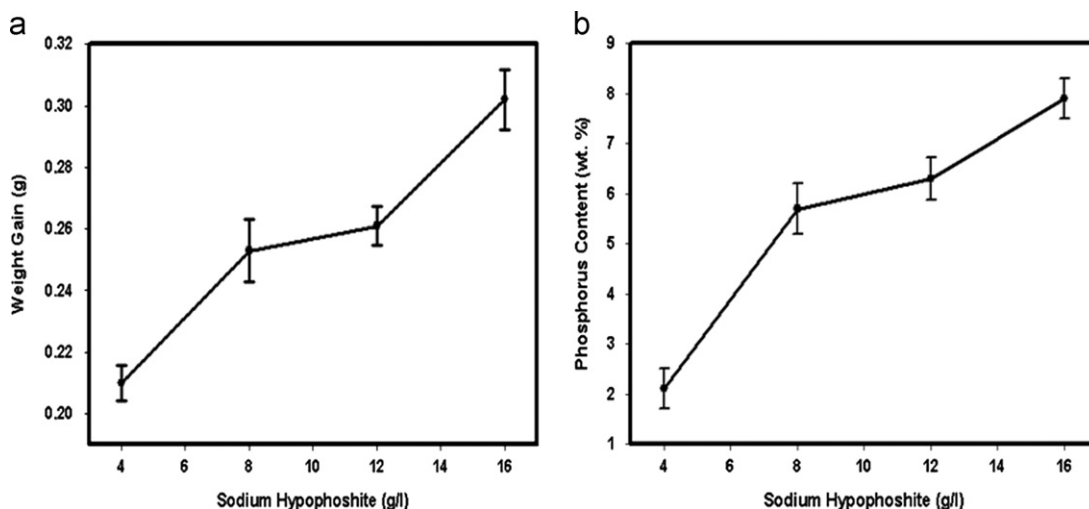 a
Weight Gain (g)
0.32
0.30
0.28
0.26
0.24
0.22
0.20
4 6 8 10 12 14 16
Sodium Hypophoshite (g/l)
b
Phosphorus Content (wt. %)
9
8
7
6
5
4
3
2
1
4 6 8 10 12 14 16
Sodium Hypophoshite (g/l)